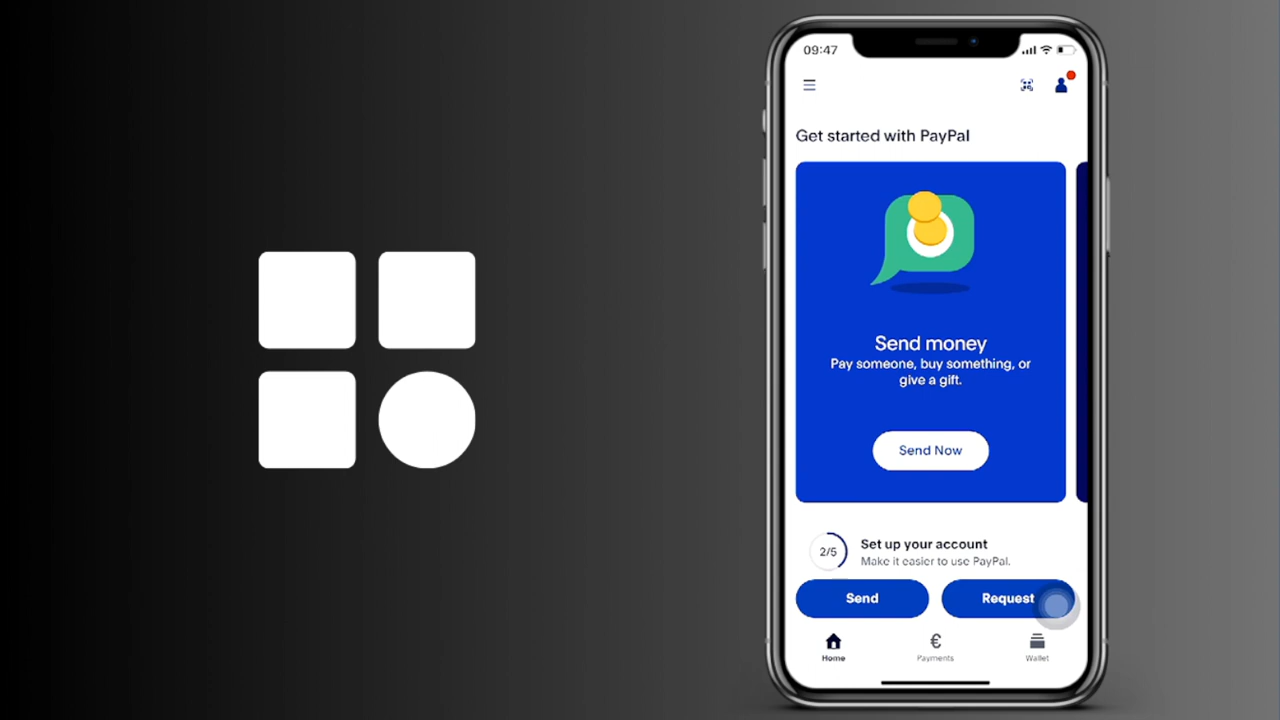 09:47
Get started with PayPal
Send money
Pay someone, buy something, or
give a gift.
Send Now
2/5
Set up your account
Make it easier to use PayPal.
Send
Request
€
Home
Payments
Wallet